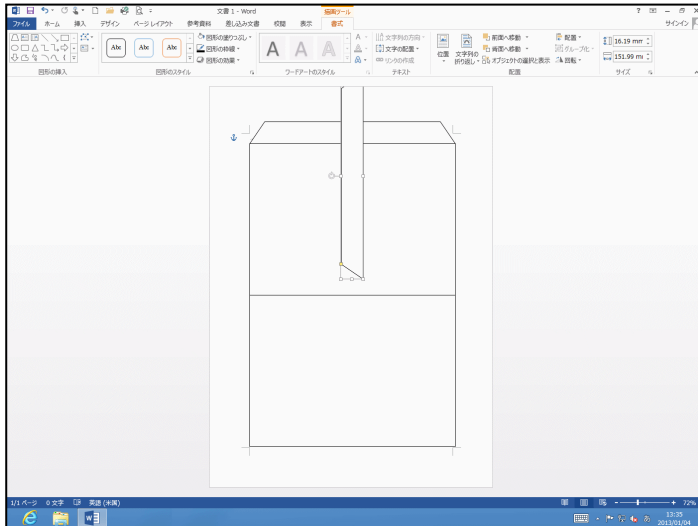 文書 1 - Word
描画ツール
ファイル ホーム 挿入 デザイン ページ レイアウト 参考資料 差し込み文書 校閲 表示 書式 サインイン
Abc Abc Abc
図形の塗りつぶし
図形の枠線
図形の効果
A A A
文字列の方向
文字の配置
リンクの作成
位置
文字列の
折り返し
前面へ移動
背面へ移動
オブジェクトの選択と表示
配置
グループ化
回転
16.19 mm
151.99 mi
図形の挿入 図形のスタイル ワードアートのスタイル テキスト 配置 サイズ
1/1 ページ 0 文字 英語 (米国) 72%
13:35
2013/01/04